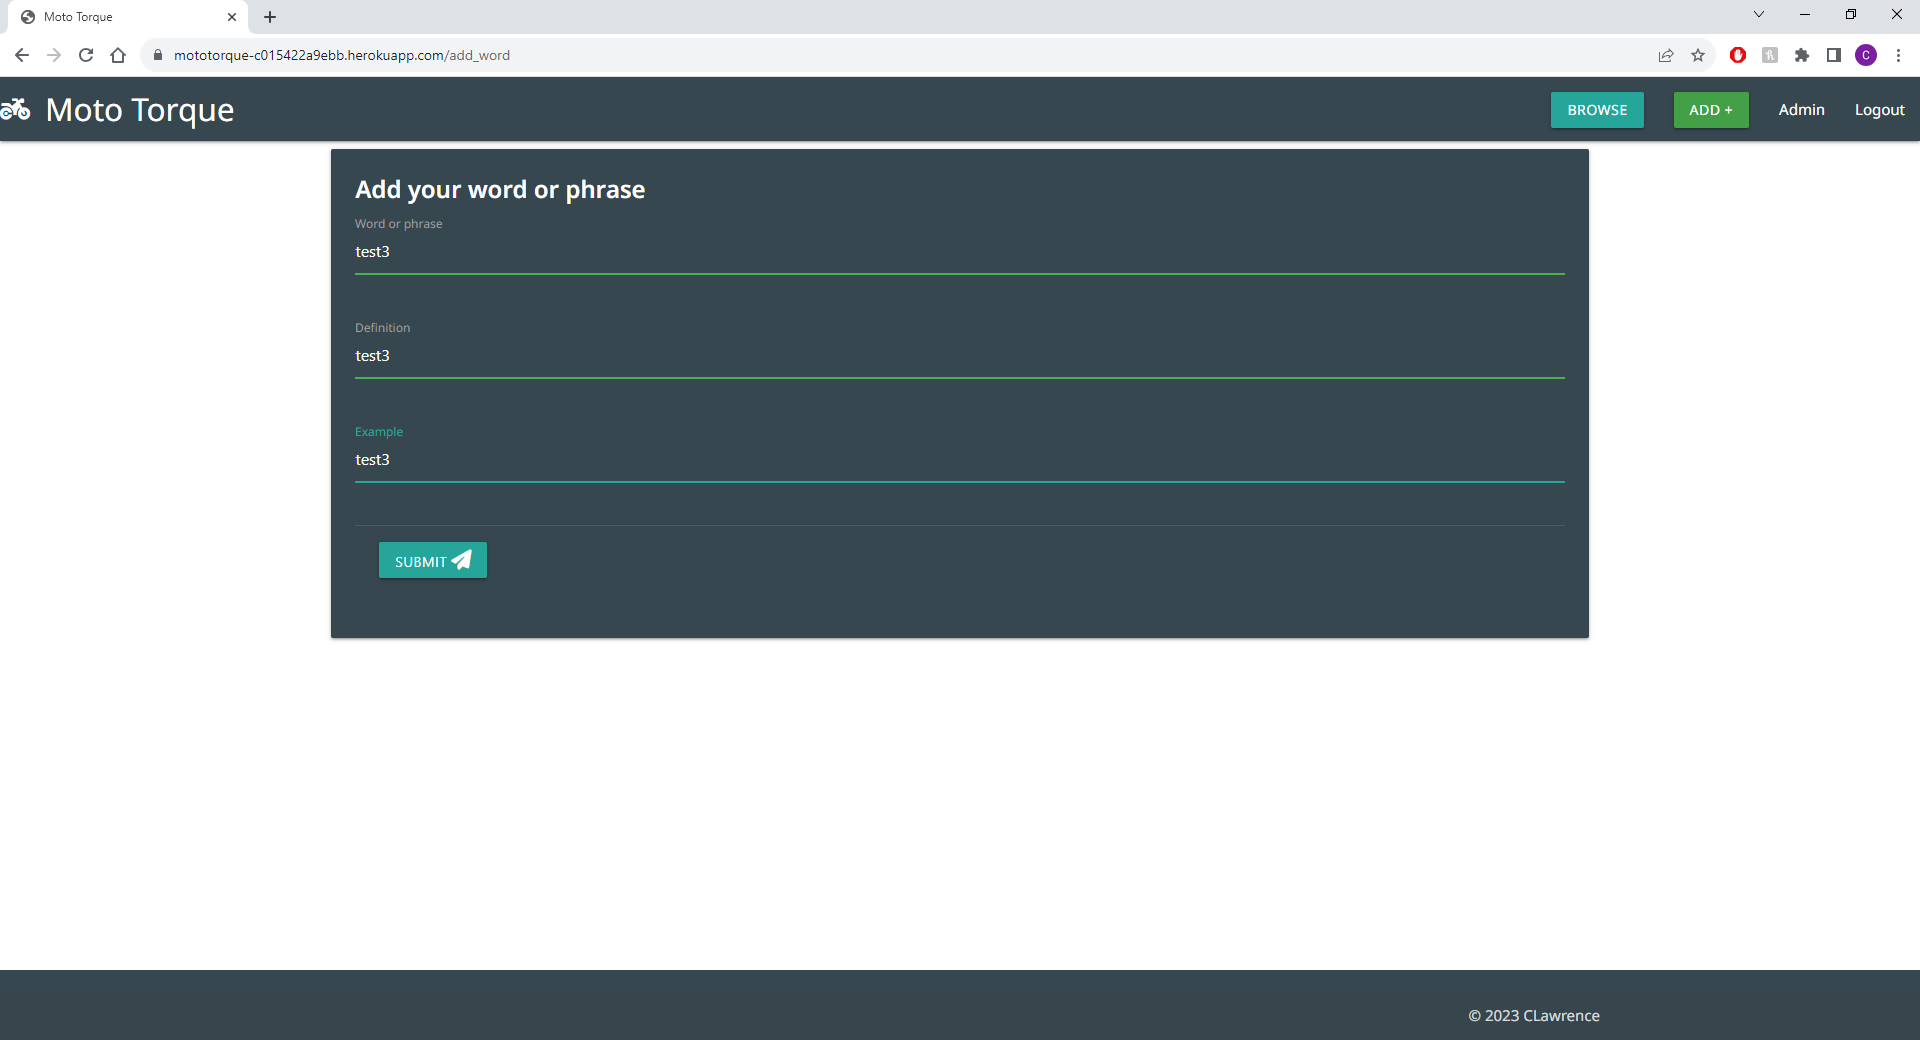 Moto Torque
mototorque-c015422a9ebb.herokuapp.com/add_word
C
Moto Torque
BROWSE
ADD +
Admin
Logout
Add your word or phrase
Word or phrase
test3
Definition
test3
Example
test3
SUBMIT
© 2023 CLawrence